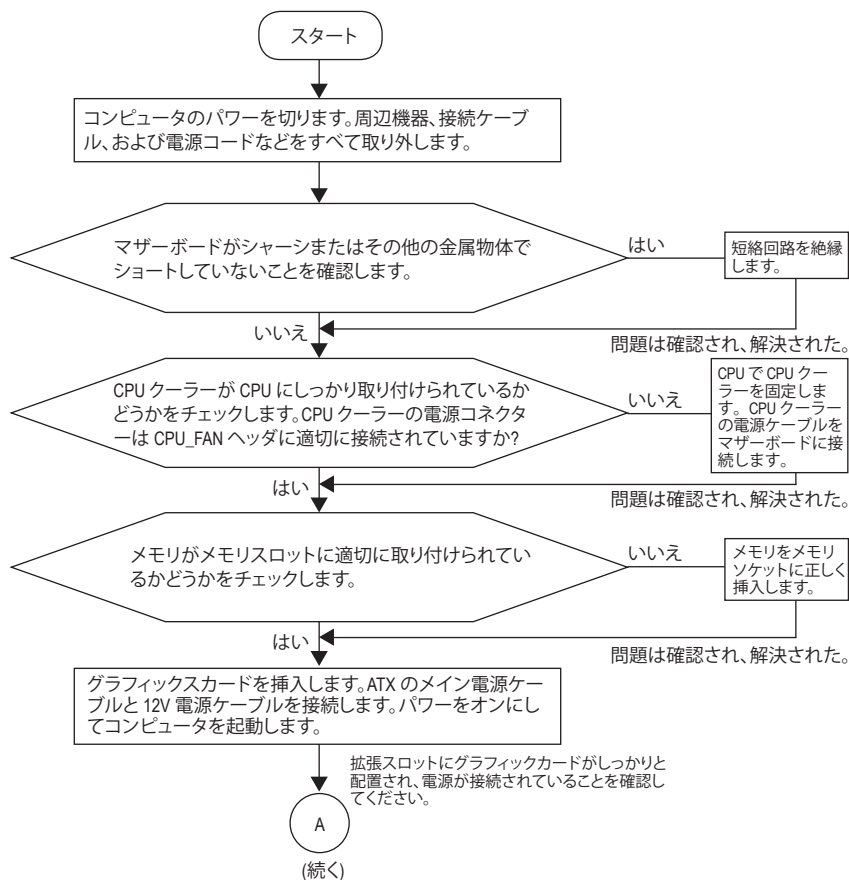 スタート
コンピュータのパワーを切ります。周辺機器、接続ケーブ
ル、および電源コードなどをすべて取り外します。
マザーボードがシャーシまたはその他の金属物体で
ショートしていないことを確認します。
はい
短絡回路を絶縁
します。
いいえ
問題は確認され、解決された。
CPU クーラーが CPU にしっかり取り付けられているか
どうかをチェックします。CPU クーラーの電源コネクタ
ーは CPU_FAN ヘッダに適切に接続されていますか?
いいえ
CPU で CPU クー
ラーを固定しま
す。CPU クーラー
の電源ケーブルを
マザーボードに接
続します。
はい
問題は確認され、解決された。
メモリがメモリスロットに適切に取り付けられてい
るかどうかをチェックします。
いいえ
メモリをメモリ
ソケットに正しく
挿入します。
はい
問題は確認され、解決された。
グラフィックスカードを挿入します。ATX のメイン電源ケー
ブルと 12V 電源ケーブルを接続します。パワーをオンにし
てコンピュータを起動します。
拡張スロットにグラフィックカードがしっかりと
配置され、電源が接続されていることを確認し
てください。
A
(続く)